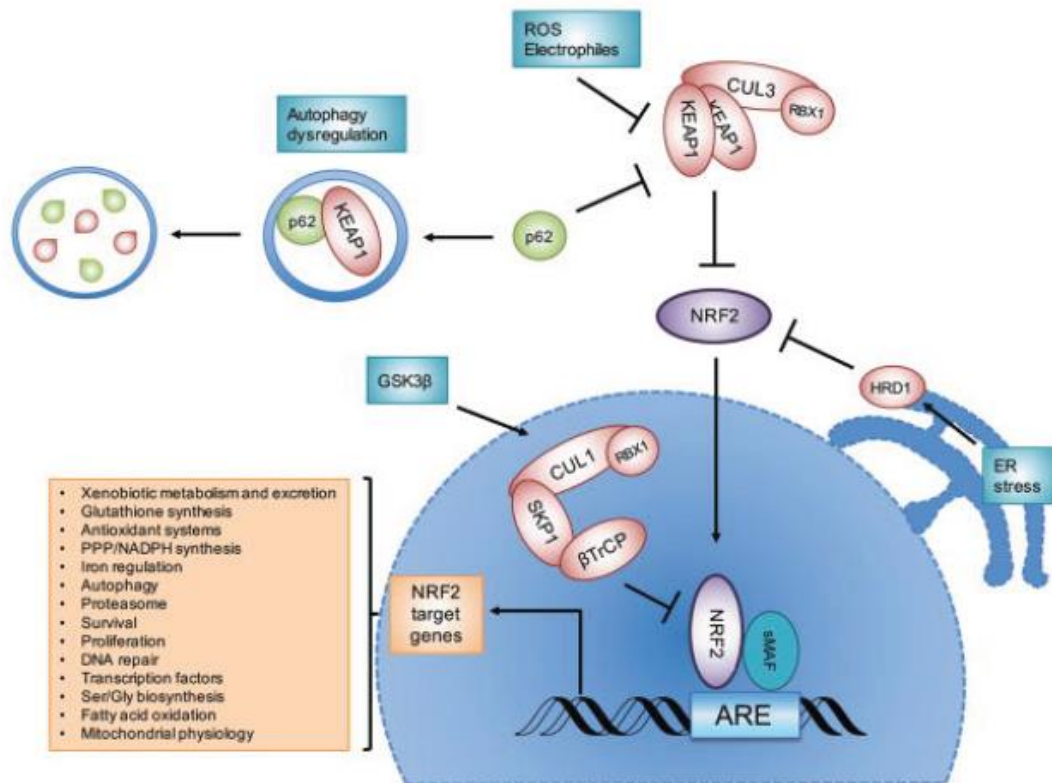 ROS
Electrophiles
CUL3
RBX1
KEAP1
KEAP1
Autophagy
dysregulation
p62
KEAP1
p62
NRF2
GSK3β
HRD1
CUL1
RBX1
ER
stress
SKP1
βTrCP
• Xenobiotic metabolism and excretion
• Glutathione synthesis
• Antioxidant systems
• PPP/NADPH synthesis
• Iron regulation
• Autophagy
• Proteasome
• Survival
• Proliferation
• DNA repair
• Transcription factors
• Ser/Gly biosynthesis
• Fatty acid oxidation
• Mitochondrial physiology
NRF2
target
genes
NRF2
sMAF
ARE